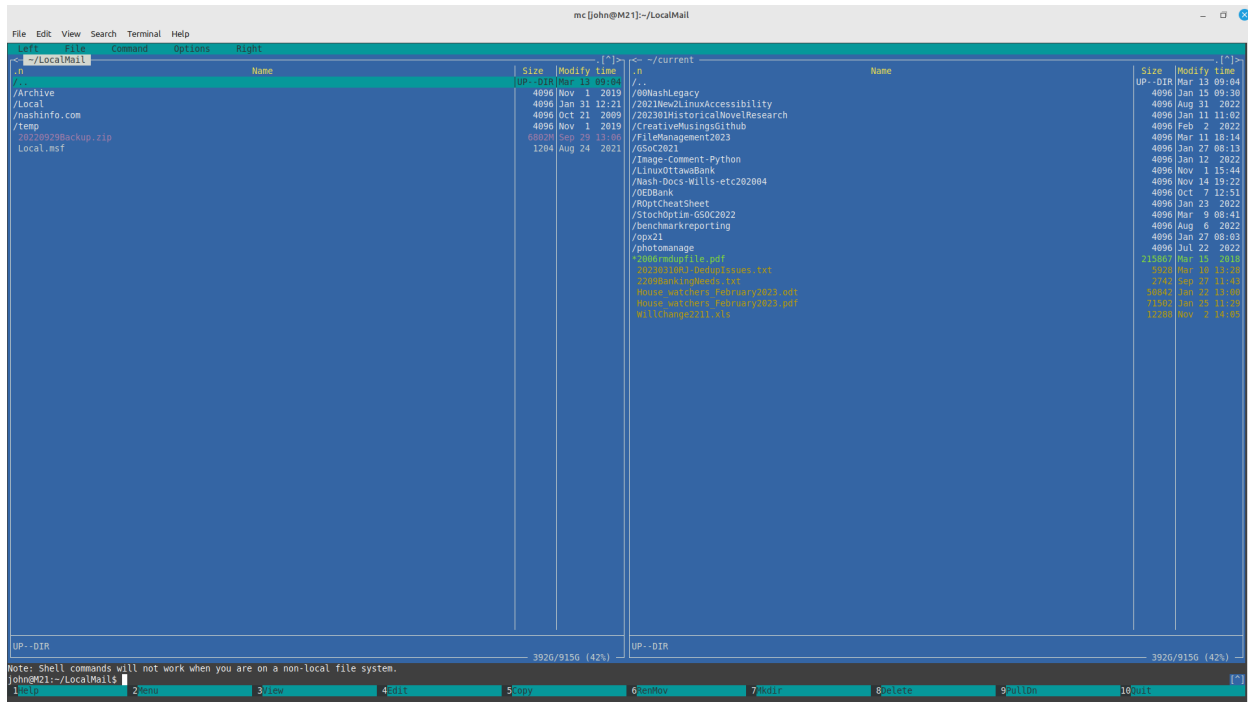 mc [john@M21]:~/LocalMail
File Edit View Search Terminal Help
Left File Command Options Right
<- ~/LocalMail .[^]>
.n Name Size Modify time
/.. UP--DIR Mar 13 09:04
/Archive 4096 Nov 1 2019
/Local 4096 Jan 31 12:21
/nashinfo.com 4096 Oct 21 2009
/temp 4096 Nov 1 2019
20220929Backup.zip 6802M Sep 29 13:06
Local.msf 1204 Aug 24 2021
UP--DIR
392G/915G (42%)
<- ~/current .[^]>
.n Name Size Modify time
/.. UP--DIR Mar 13 09:04
/00NashLegacy 4096 Jan 15 09:30
/2021New2LinuxAccessibility 4096 Aug 31 2022
/202301HistoricalNovelResearch 4096 Jan 11 11:02
/CreativeMusingsGithub 4096 Feb 2 2022
/FileManagement2023 4096 Mar 11 18:14
/GSoC2021 4096 Jan 27 08:13
/Image-Comment-Python 4096 Jan 12 2022
/LinuxOttawaBank 4096 Nov 1 15:44
/Nash-Docs-Wills-etc202004 4096 Nov 14 19:22
/OEDBank 4096 Oct 7 12:51
/ROptCheatSheet 4096 Jan 23 2022
/StochOptim-GSOC2022 4096 Mar 9 08:41
/benchmarkreporting 4096 Aug 6 2022
/opx21 4096 Jan 27 08:03
/photomanage 4096 Jul 22 2022
*2006rmdupfile.pdf 215867 Mar 15 2018
20230310RJ-DedupIssues.txt 5928 Mar 10 13:28
2209BankingNeeds.txt 2742 Sep 27 11:43
House_watchers_February2023.odt 50042 Jan 22 13:00
House_watchers_February2023.pdf 71502 Jan 25 11:29
WillChange2211.xls 12288 Nov 2 14:05
UP--DIR
392G/915G (42%)
Note: Shell commands will not work when you are on a non-local file system.
john@M21:~/LocalMail$ [^]
1Help 2Menu 3View 4Edit 5Copy 6RenMov 7Mkdir 8Delete 9PullDn 10Quit